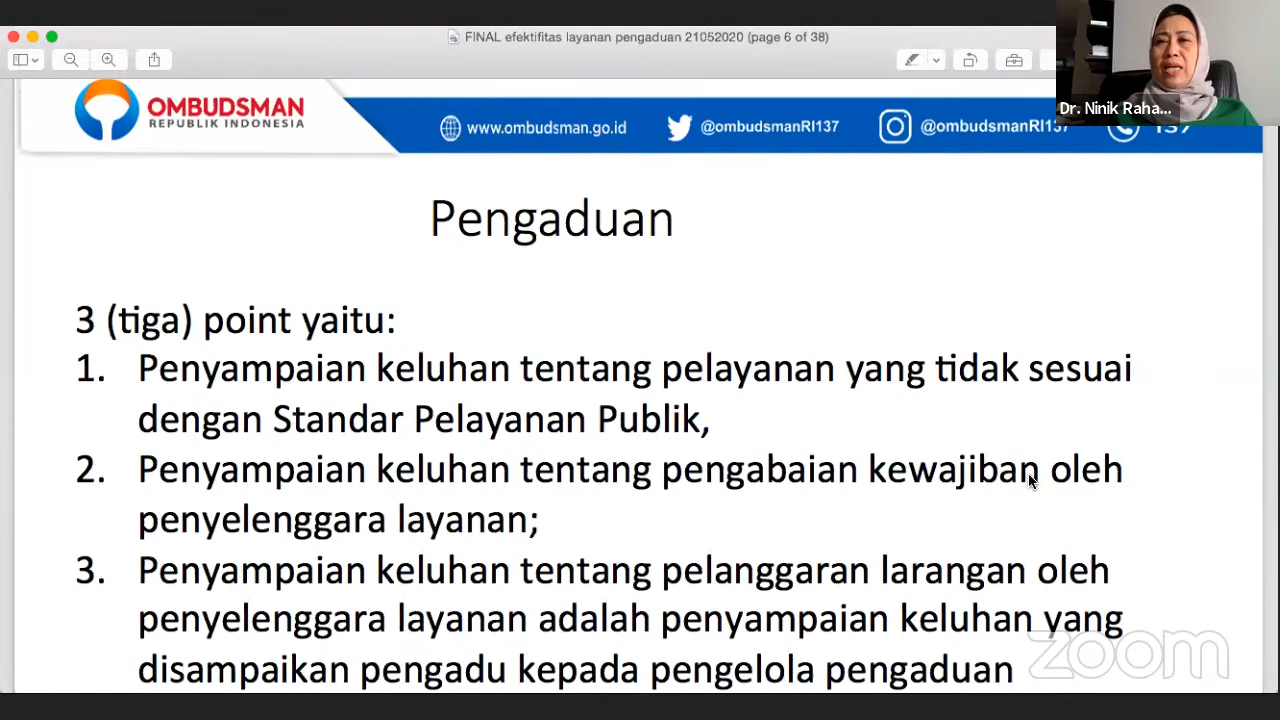 FINAL efektifitas layanan pengaduan 21052020 (page 6 of 38)
Dr. Ninik Raha...
OMBUDSMAN
REPUBLIK INDONESIA
www.ombudsman.go.id
@ombudsmanRI137
@ombudsmanRI137
137
Pengaduan
3 (tiga) point yaitu:
1. Penyampaian keluhan tentang pelayanan yang tidak sesuai
dengan Standar Pelayanan Publik,
2. Penyampaian keluhan tentang pengabaian kewajiban oleh
penyelenggara layanan;
3. Penyampaian keluhan tentang pelanggaran larangan oleh
penyelenggara layanan adalah penyampaian keluhan yang
disampaikan pengadu kepada pengelola pengaduan
zoom